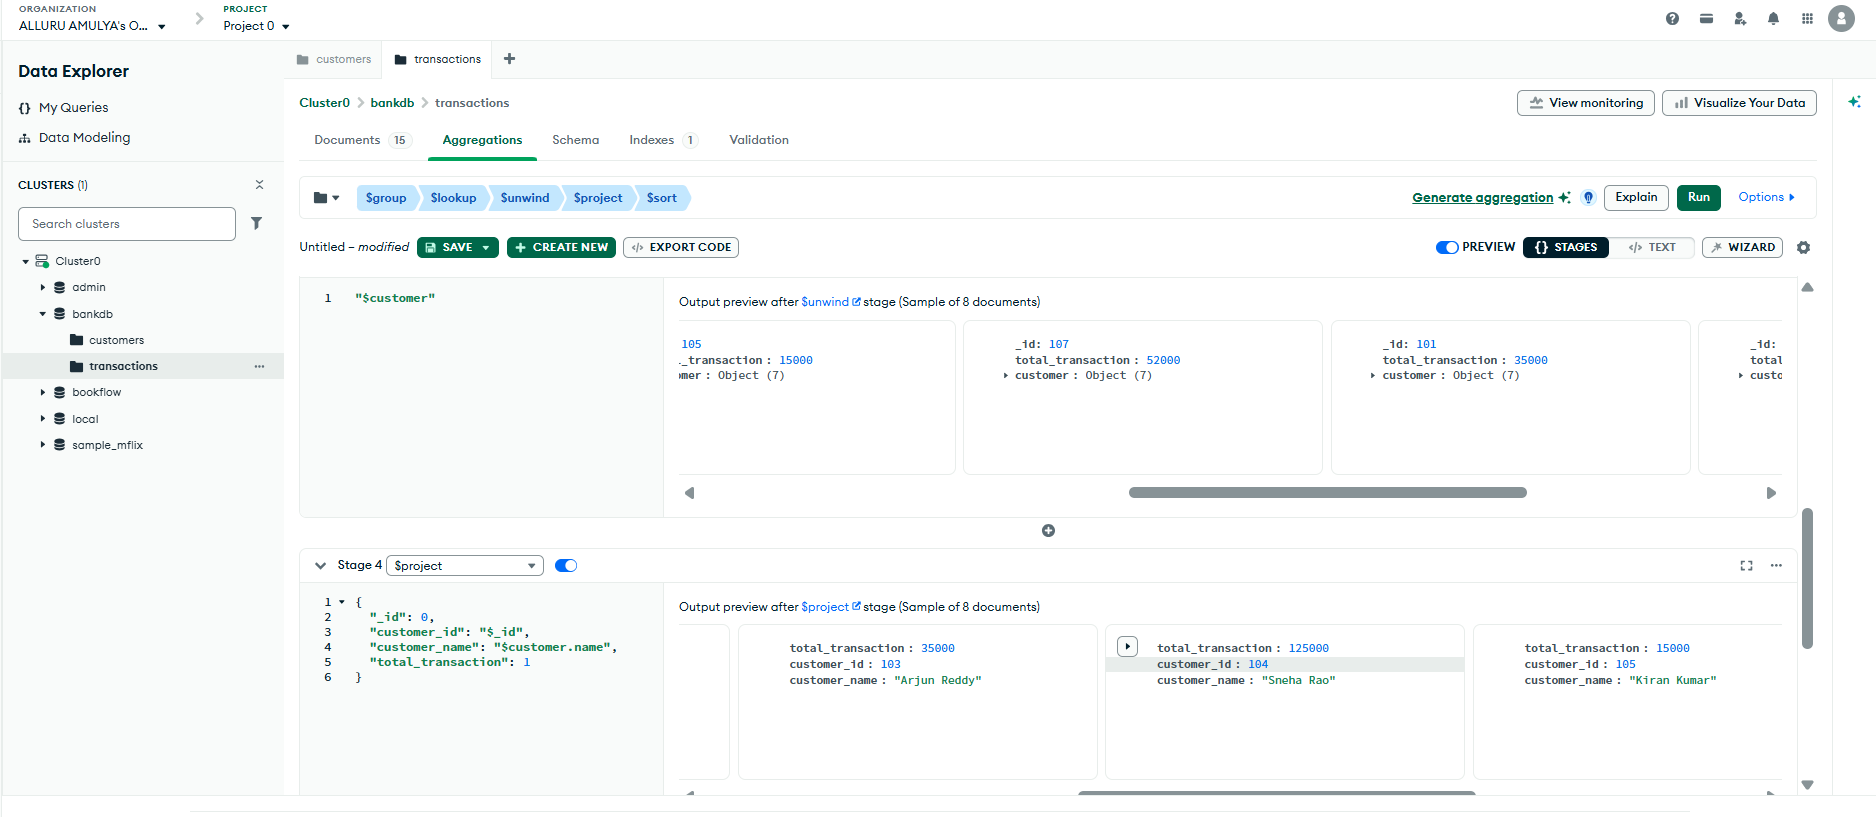 ORGANIZATION
ALLURU AMULYA's O...
PROJECT
Project 0
Data Explorer
My Queries
Data Modeling
CLUSTERS (1)
Search clusters
Cluster0
admin
bankdb
customers
transactions
bookflow
local
sample_mflix
customers
transactions
Cluster0 > bankdb > transactions
View monitoring
Visualize Your Data
Documents 15
Aggregations
Schema
Indexes 1
Validation
$group
$lookup
$unwind
$project
$sort
Generate aggregation
Explain
Run
Options
Untitled – modified
SAVE
CREATE NEW
EXPORT CODE
PREVIEW
{} STAGES
</> TEXT
WIZARD
1 "$customer"
Output preview after $unwind stage (Sample of 8 documents)
105
_transaction : 15000
mer : Object (7)
_id: 107
total_transaction : 52000
customer : Object (7)
_id: 101
total_transaction : 35000
customer : Object (7)
_id:
total
custo
Stage 4 $project
1 {
2 "_id": 0,
3 "customer_id": "$_id",
4 "customer_name": "$customer.name",
5 "total_transaction": 1
6 }
Output preview after $project stage (Sample of 8 documents)
total_transaction : 35000
customer_id : 103
customer_name : "Arjun Reddy"
total_transaction : 125000
customer_id : 104
customer_name : "Sneha Rao"
total_transaction : 15000
customer_id : 105
customer_name : "Kiran Kumar"